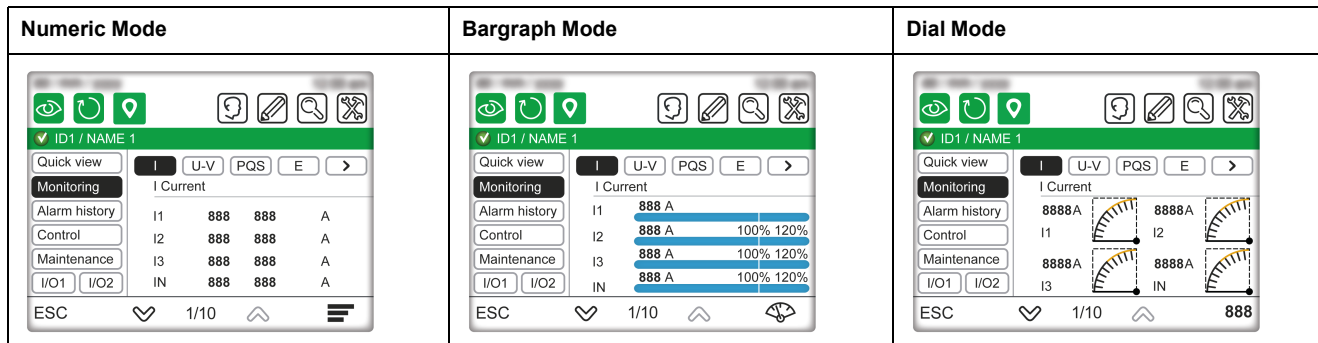 Numeric Mode
Bargraph Mode
Dial Mode
ID1 / NAME 1
Quick view
I U-V PQS E >
Monitoring
I Current
Alarm history
I1 888 888 A
Control
I2 888 888 A
Maintenance
I3 888 888 A
I/O1 I/O2
IN 888 888 A
ESC 1/10
ID1 / NAME 1
Quick view
I U-V PQS E >
Monitoring
I Current
Alarm history
I1 888 A
Control
I2 888 A 100% 120%
Maintenance
I3 888 A 100% 120%
I/O1 I/O2
IN 888 A 100% 120%
ESC 1/10
ID1 / NAME 1
Quick view
I U-V PQS E >
Monitoring
I Current
Alarm history
8888A 8888A
I1 I2
Control
Maintenance
8888A 8888A
I/O1 I/O2
I3 IN
ESC 1/10 888